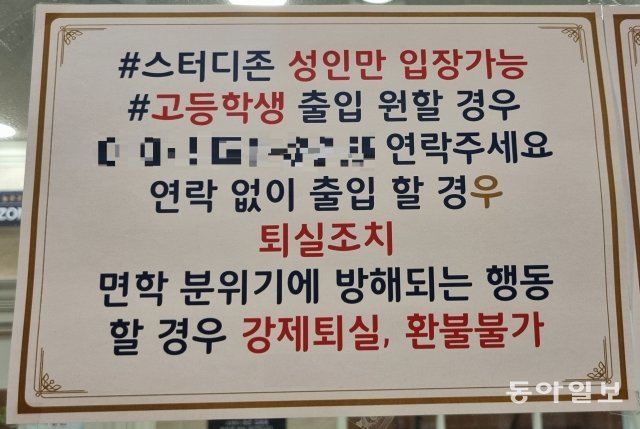 #스터디존 성인만 입장가능
#고등학생 출입 원할 경우
연락주세요
연락 없이 출입 할 경우
퇴실조치
면학 분위기에 방해되는 행동
할 경우 강제퇴실, 환불불가
동아일보